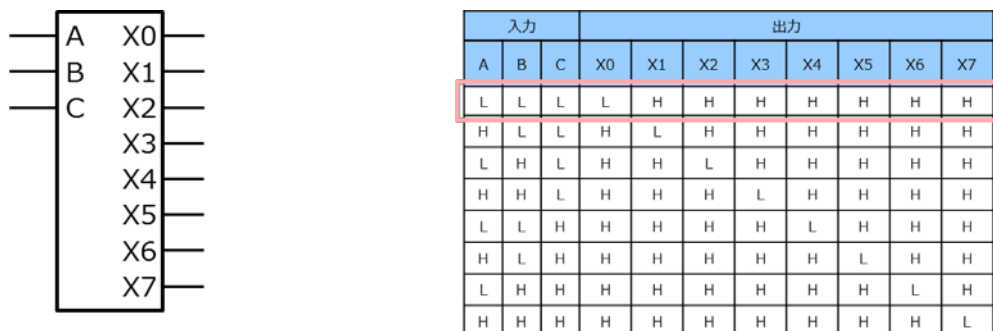 A X0
B X1
C X2
X3
X4
X5
X6
X7
入力 出力
A B C X0 X1 X2 X3 X4 X5 X6 X7
L L L L H H H H H H H
H L L H L H H H H H H
L H L H H L H H H H H
H H L H H H L H H H H
L L H H H H H L H H H
H L H H H H H H L H H
L H H H H H H H H L H
H H H H H H H H H H L